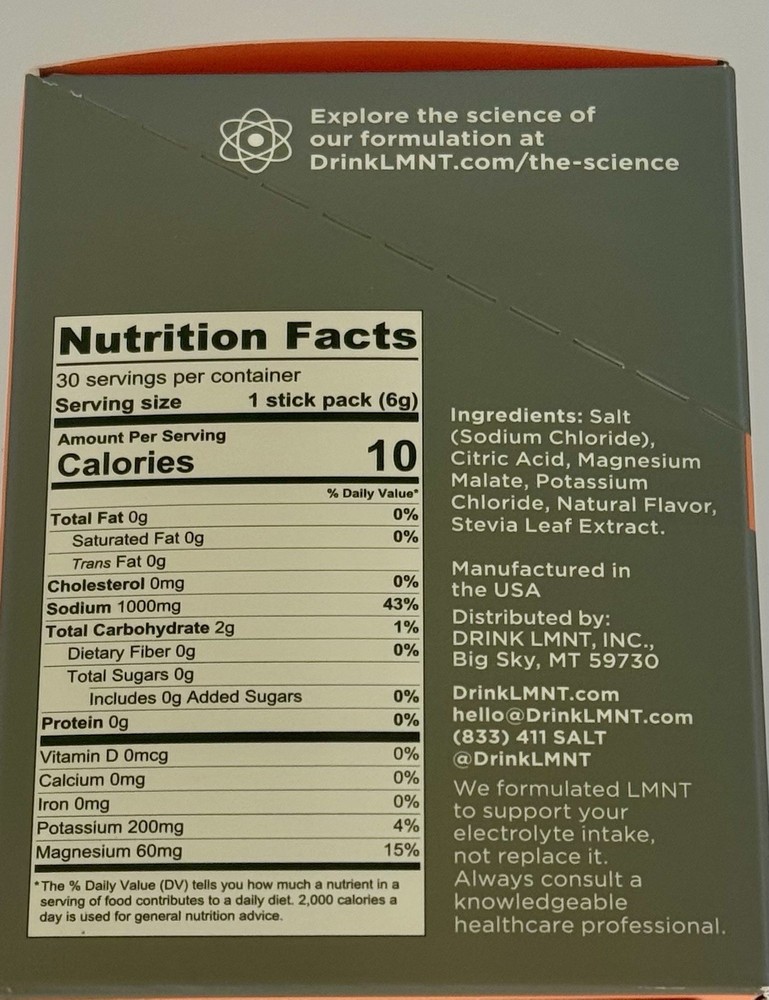 Explore the science of
our formulation at
DrinkLMNT.com/the-science
Nutrition Facts
30 servings per container
Serving size 1 stick pack (6g)
Amount Per Serving
Calories 10
% Daily Value*
Total Fat 0g 0%
Saturated Fat 0g 0%
Trans Fat 0g
Cholesterol 0mg 0%
Sodium 1000mg 43%
Total Carbohydrate 2g 1%
Dietary Fiber 0g 0%
Total Sugars 0g
Includes 0g Added Sugars 0%
Protein 0g 0%
Vitamin D 0mcg 0%
Calcium 0mg 0%
Iron 0mg 0%
Potassium 200mg 4%
Magnesium 60mg 15%
*The % Daily Value (DV) tells you how much a nutrient in a
serving of food contributes to a daily diet. 2,000 calories a
day is used for general nutrition advice.
Ingredients: Salt
(Sodium Chloride),
Citric Acid, Magnesium
Malate, Potassium
Chloride, Natural Flavor,
Stevia Leaf Extract.
Manufactured in
the USA
Distributed by:
DRINK LMNT, INC.,
Big Sky, MT 59730
DrinkLMNT.com
hello@DrinkLMNT.com
(833) 411 SALT
@DrinkLMNT
We formulated LMNT
to support your
electrolyte intake,
not replace it.
Always consult a
knowledgeable
healthcare professional.